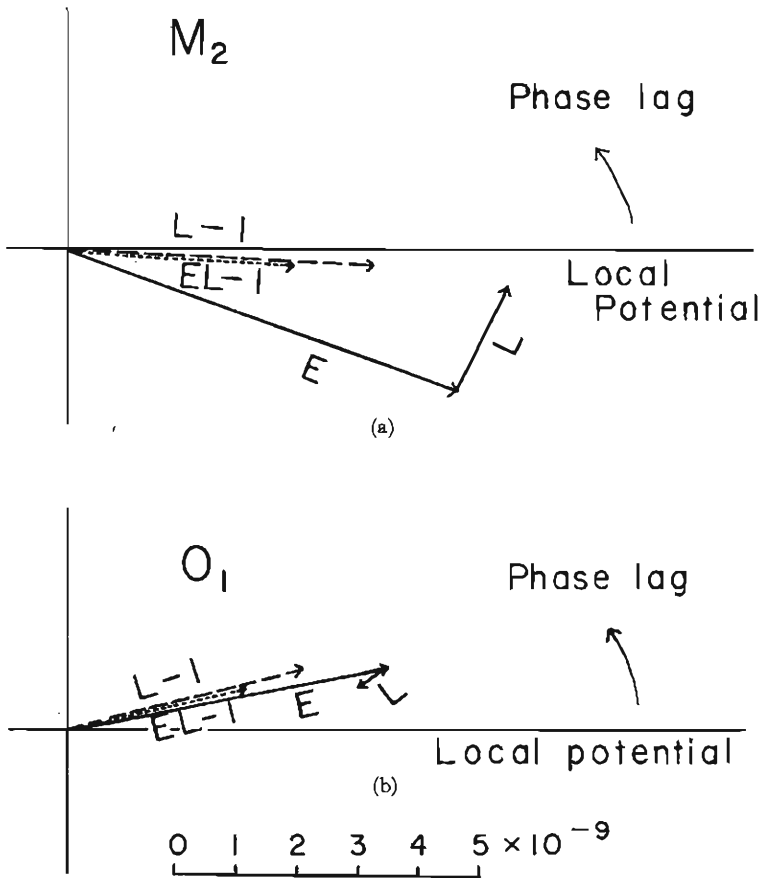 M2
Phase lag
L-1
EL-1
Local
Potential
E
L
(a)
O1
Phase lag
L-1
EL-1
E
L
Local potential
(b)
0 1 2 3 4 5 ×10⁻⁹